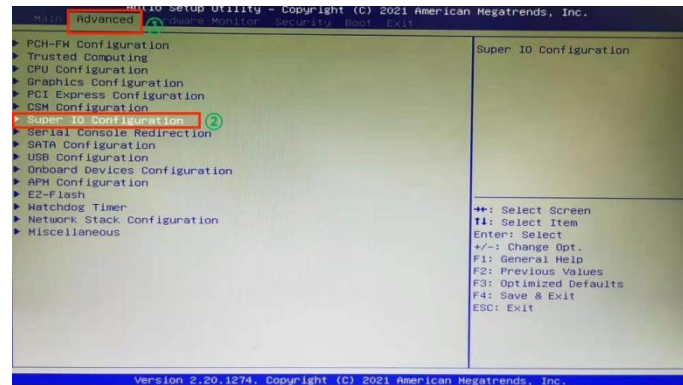 Setup Utility - Copyright (C) 2021 American Megatrends, Inc.
Main Advanced ① Hardware Monitor Security Boot Exit
PCH-FW Configuration
Trusted Computing
CPU Configuration
Graphics Configuration
PCI Express Configuration
CSM Configuration
Super IO Configuration ②
Serial Console Redirection
SATA Configuration
USB Configuration
Onboard Devices Configuration
APM Configuration
EZ-Flash
Watchdog Timer
Network Stack Configuration
Miscellaneous
Super IO Configuration
→←: Select Screen
↑↓: Select Item
Enter: Select
+/-: Change Opt.
F1: General Help
F2: Previous Values
F3: Optimized Defaults
F4: Save & Exit
ESC: Exit
Version 2.20.1274. Copyright (C) 2021 American Megatrends, Inc.